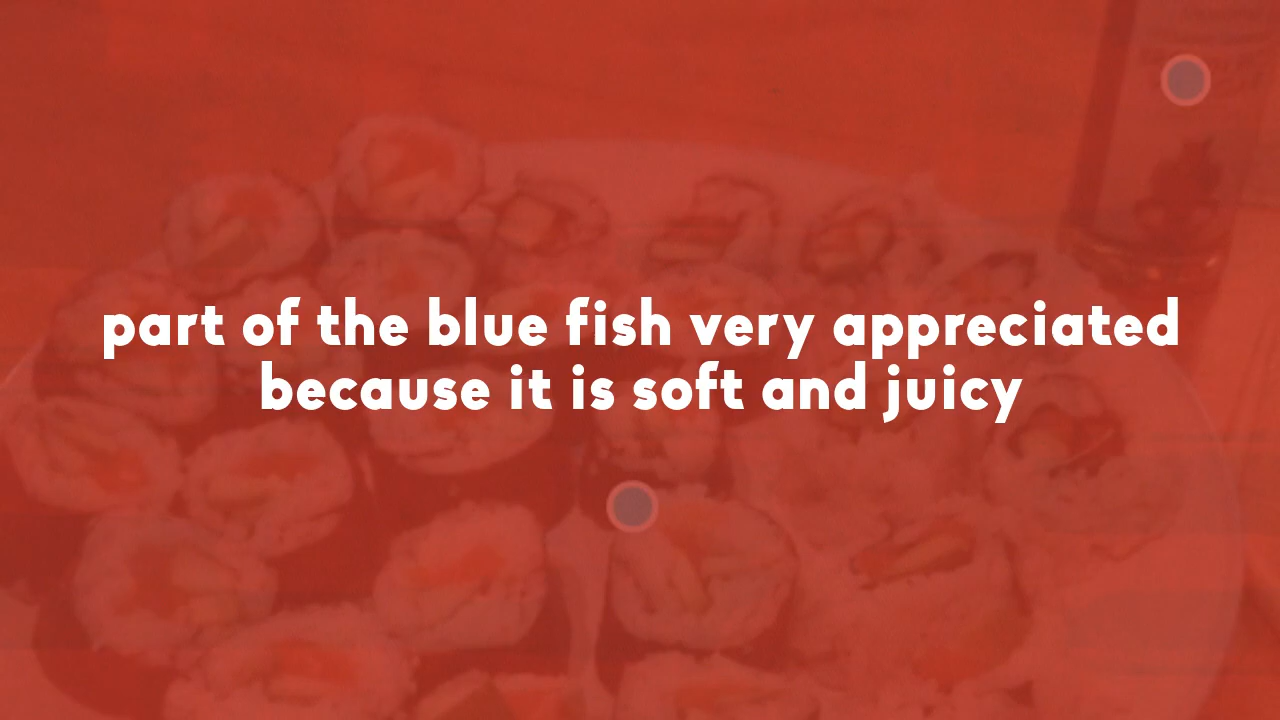 part of the blue fish very appreciated
because it is soft and juicy